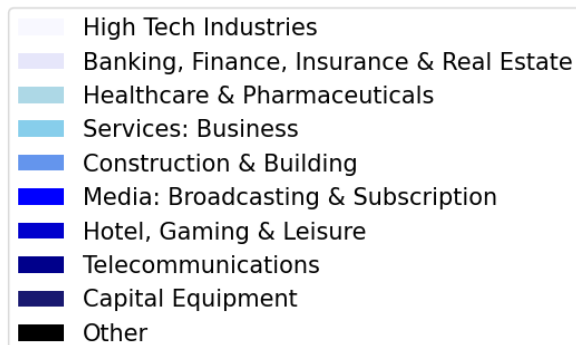 High Tech Industries
Banking, Finance, Insurance & Real Estate
Healthcare & Pharmaceuticals
Services: Business
Construction & Building
Media: Broadcasting & Subscription
Hotel, Gaming & Leisure
Telecommunications
Capital Equipment
Other